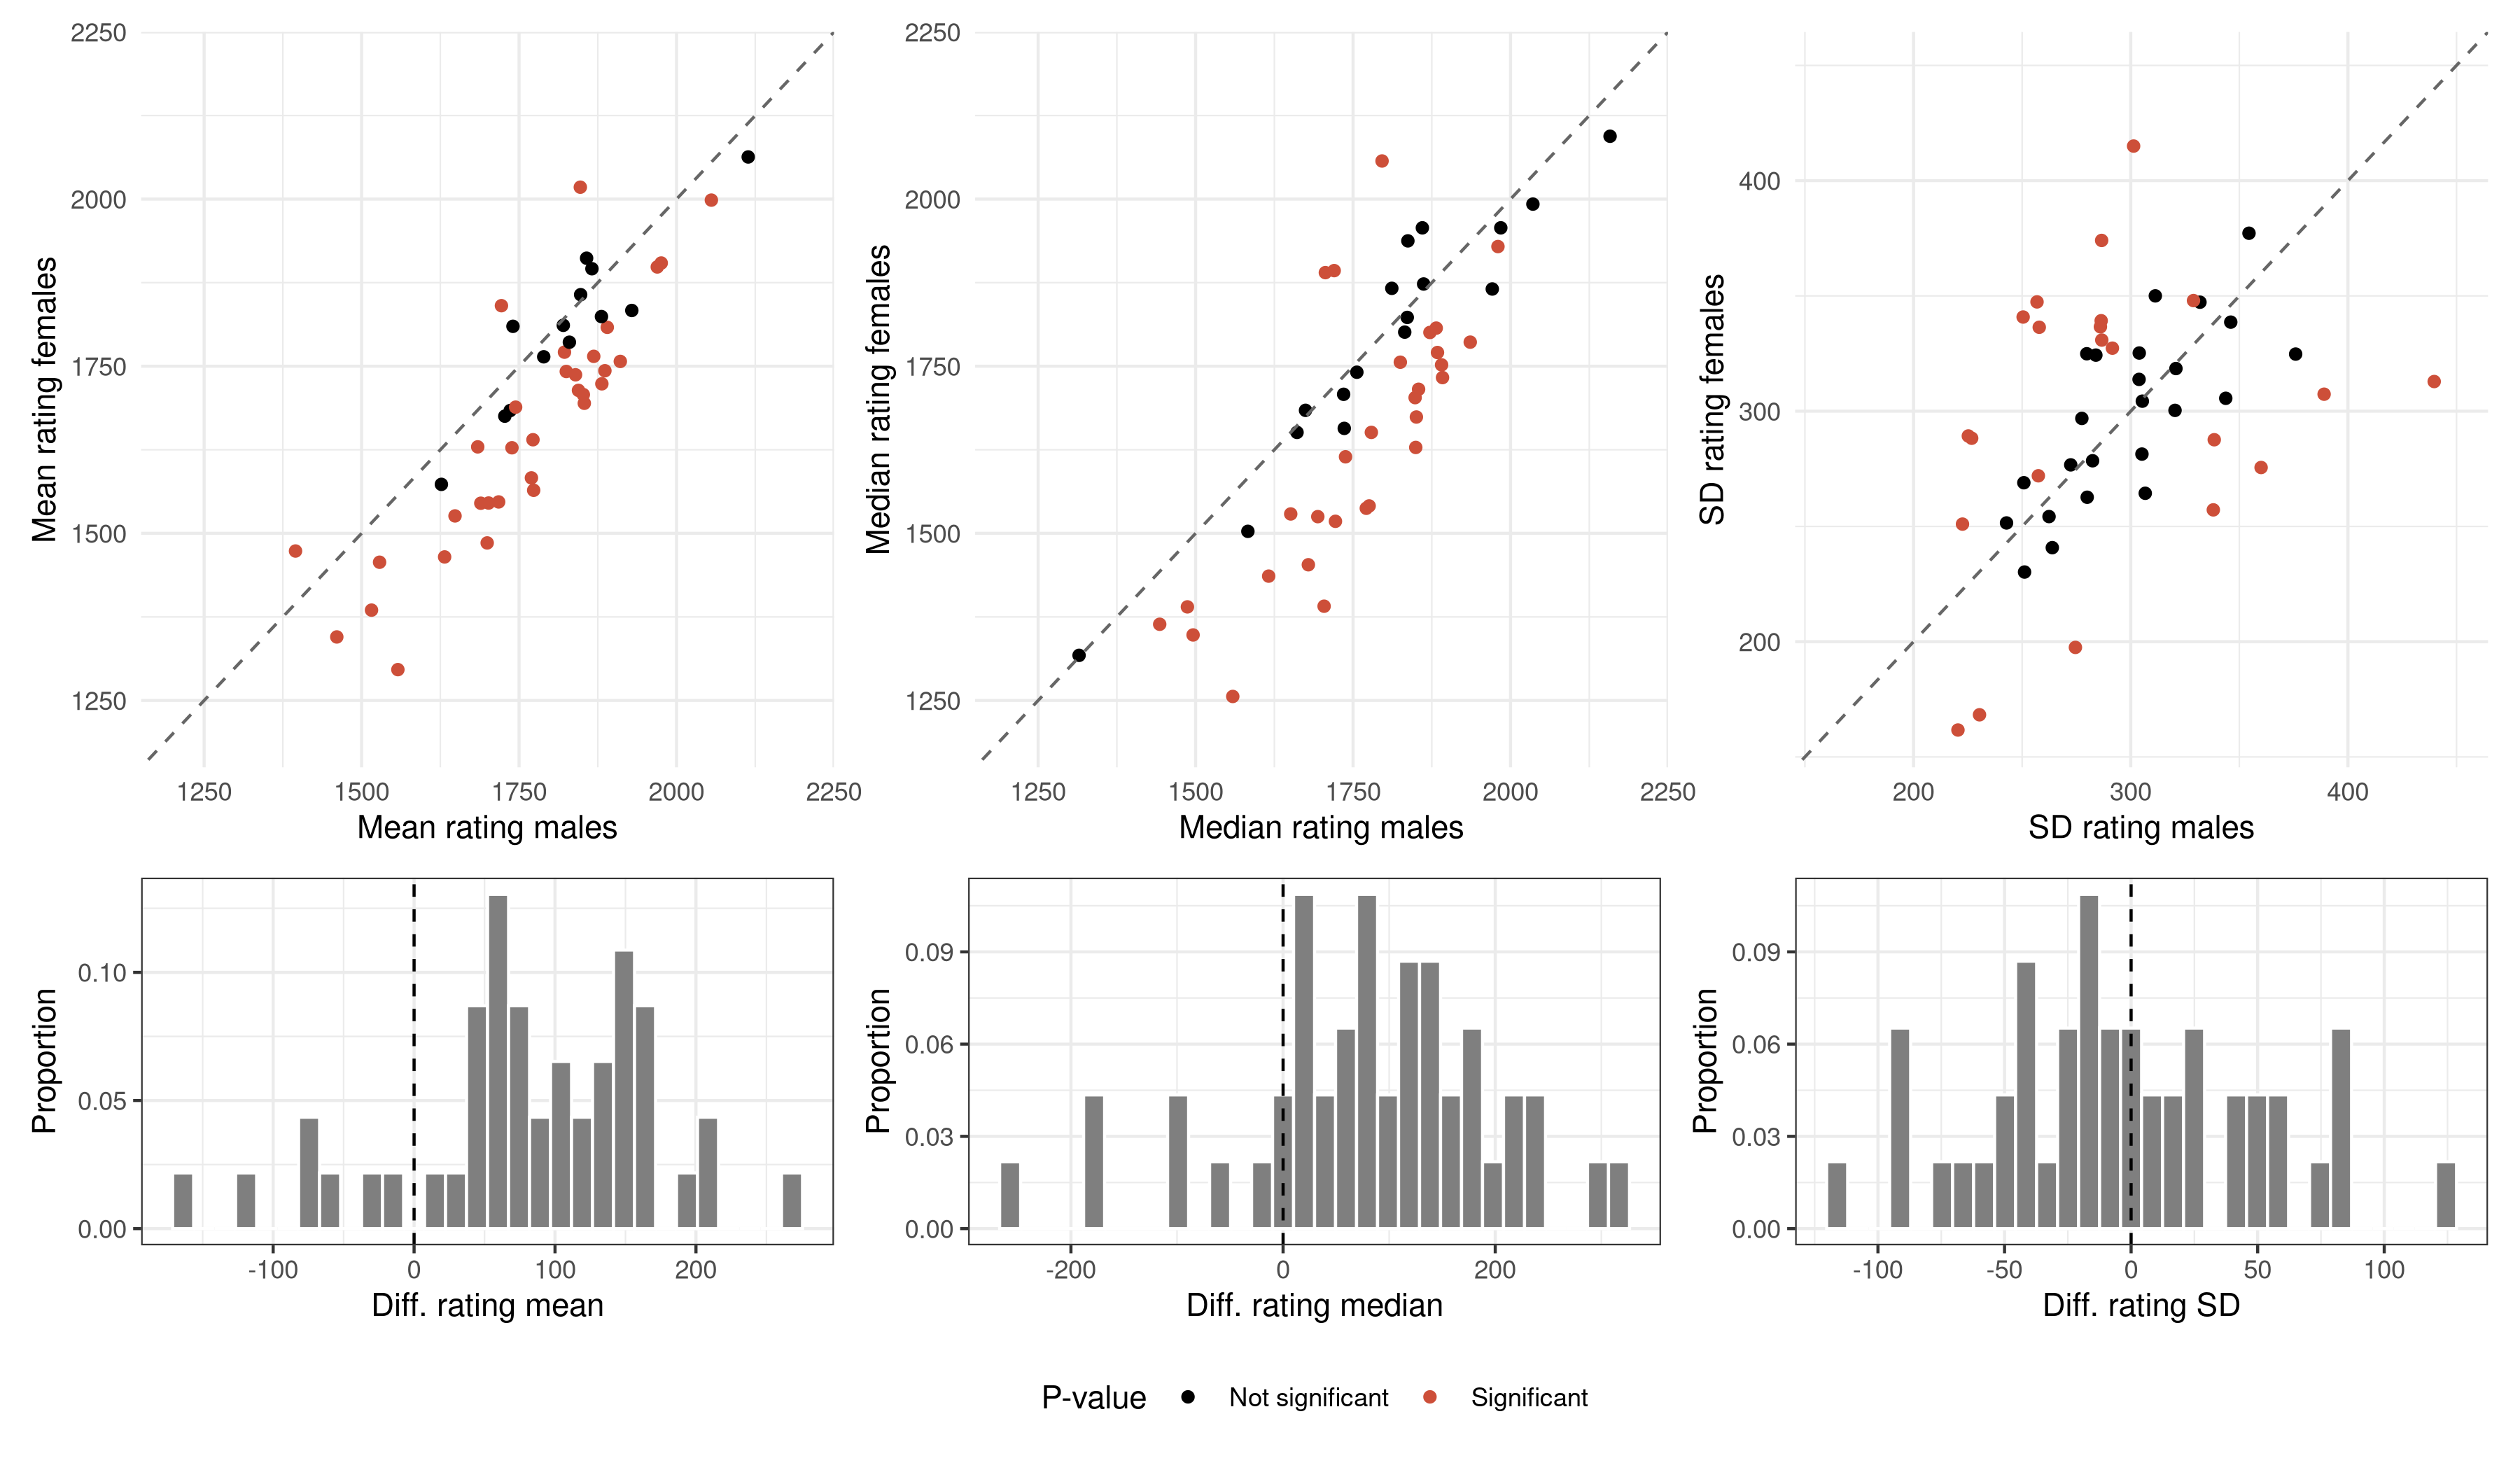 2250
2000
1750
1500
1250
Mean rating females
1250 1500 1750 2000 2250
Mean rating males
2250
2000
1750
1500
1250
Median rating females
1250 1500 1750 2000 2250
Median rating males
400
300
200
SD rating females
200 300 400
SD rating males
0.10
0.05
0.00
Proportion
-100 0 100 200
Diff. rating mean
0.09
0.06
0.03
0.00
Proportion
-200 0 200
Diff. rating median
0.09
0.06
0.03
0.00
Proportion
-100 -50 0 50 100
Diff. rating SD
P-value Not significant Significant